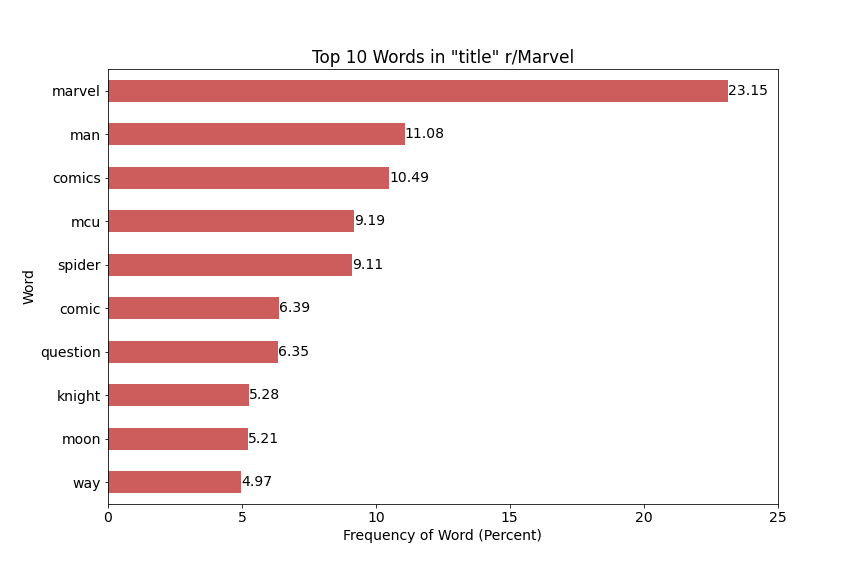 Top 10 Words in "title" r/Marvel
Word
marvel 23.15
man 11.08
comics 10.49
mcu 9.19
spider 9.11
comic 6.39
question 6.35
knight 5.28
moon 5.21
way 4.97
0 5 10 15 20 25
Frequency of Word (Percent)